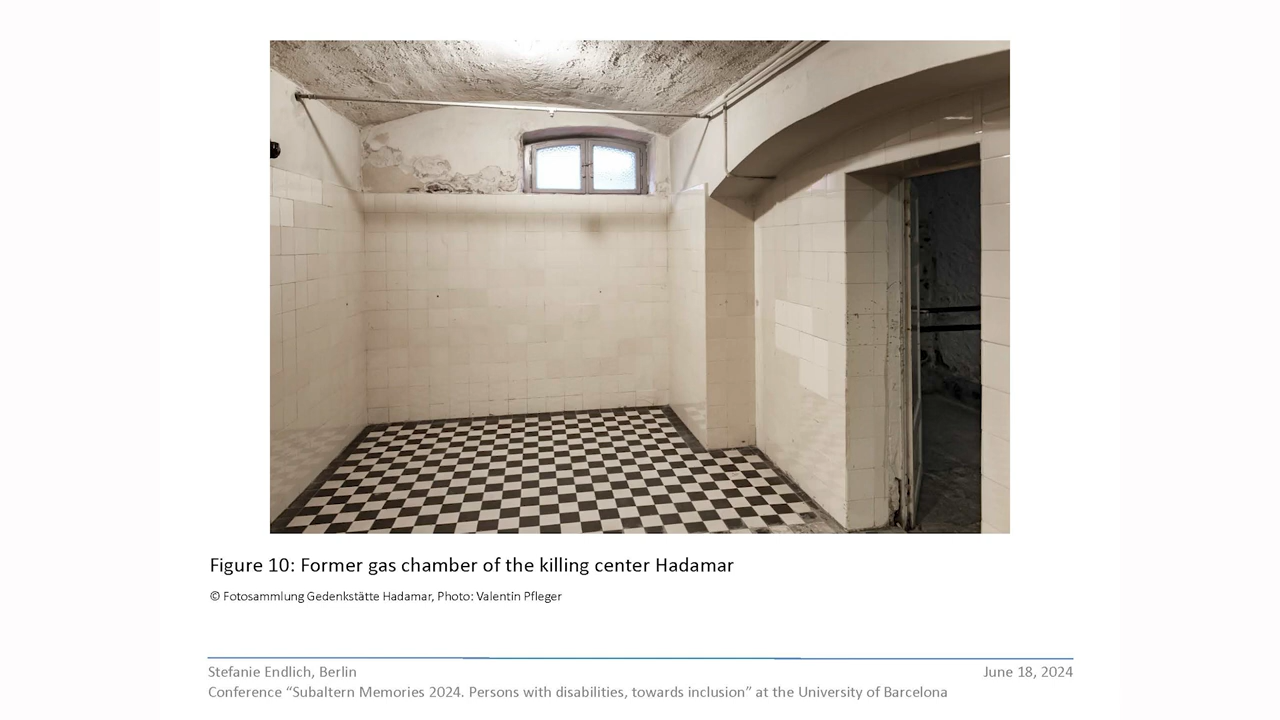 Figure 10: Former gas chamber of the killing center Hadamar
© Fotosammlung Gedenkstätte Hadamar, Photo: Valentin Pfleger
Stefanie Endlich, Berlin June 18, 2024
Conference “Subaltern Memories 2024. Persons with disabilities, towards inclusion” at the University of Barcelona